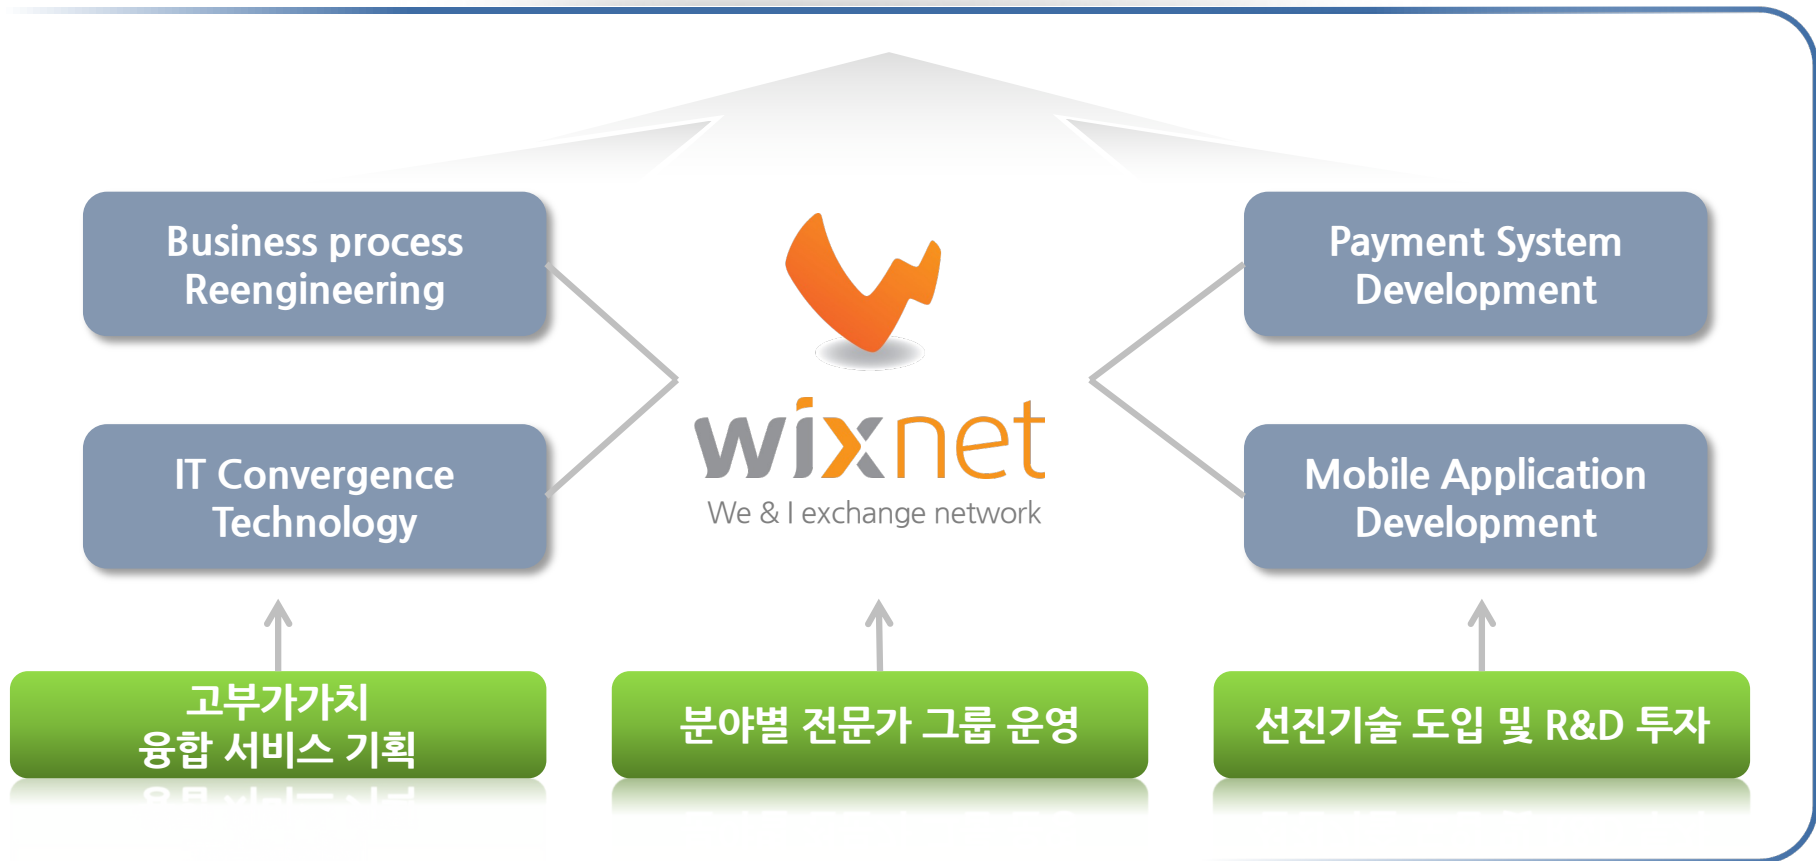 Business process
Reengineering
Payment System
Development
IT Convergence
Technology
wixnet
We & I exchange network
Mobile Application
Development
고부가가치
융합 서비스 기획
분야별 전문가 그룹 운영
선진기술 도입 및 R&D 투자